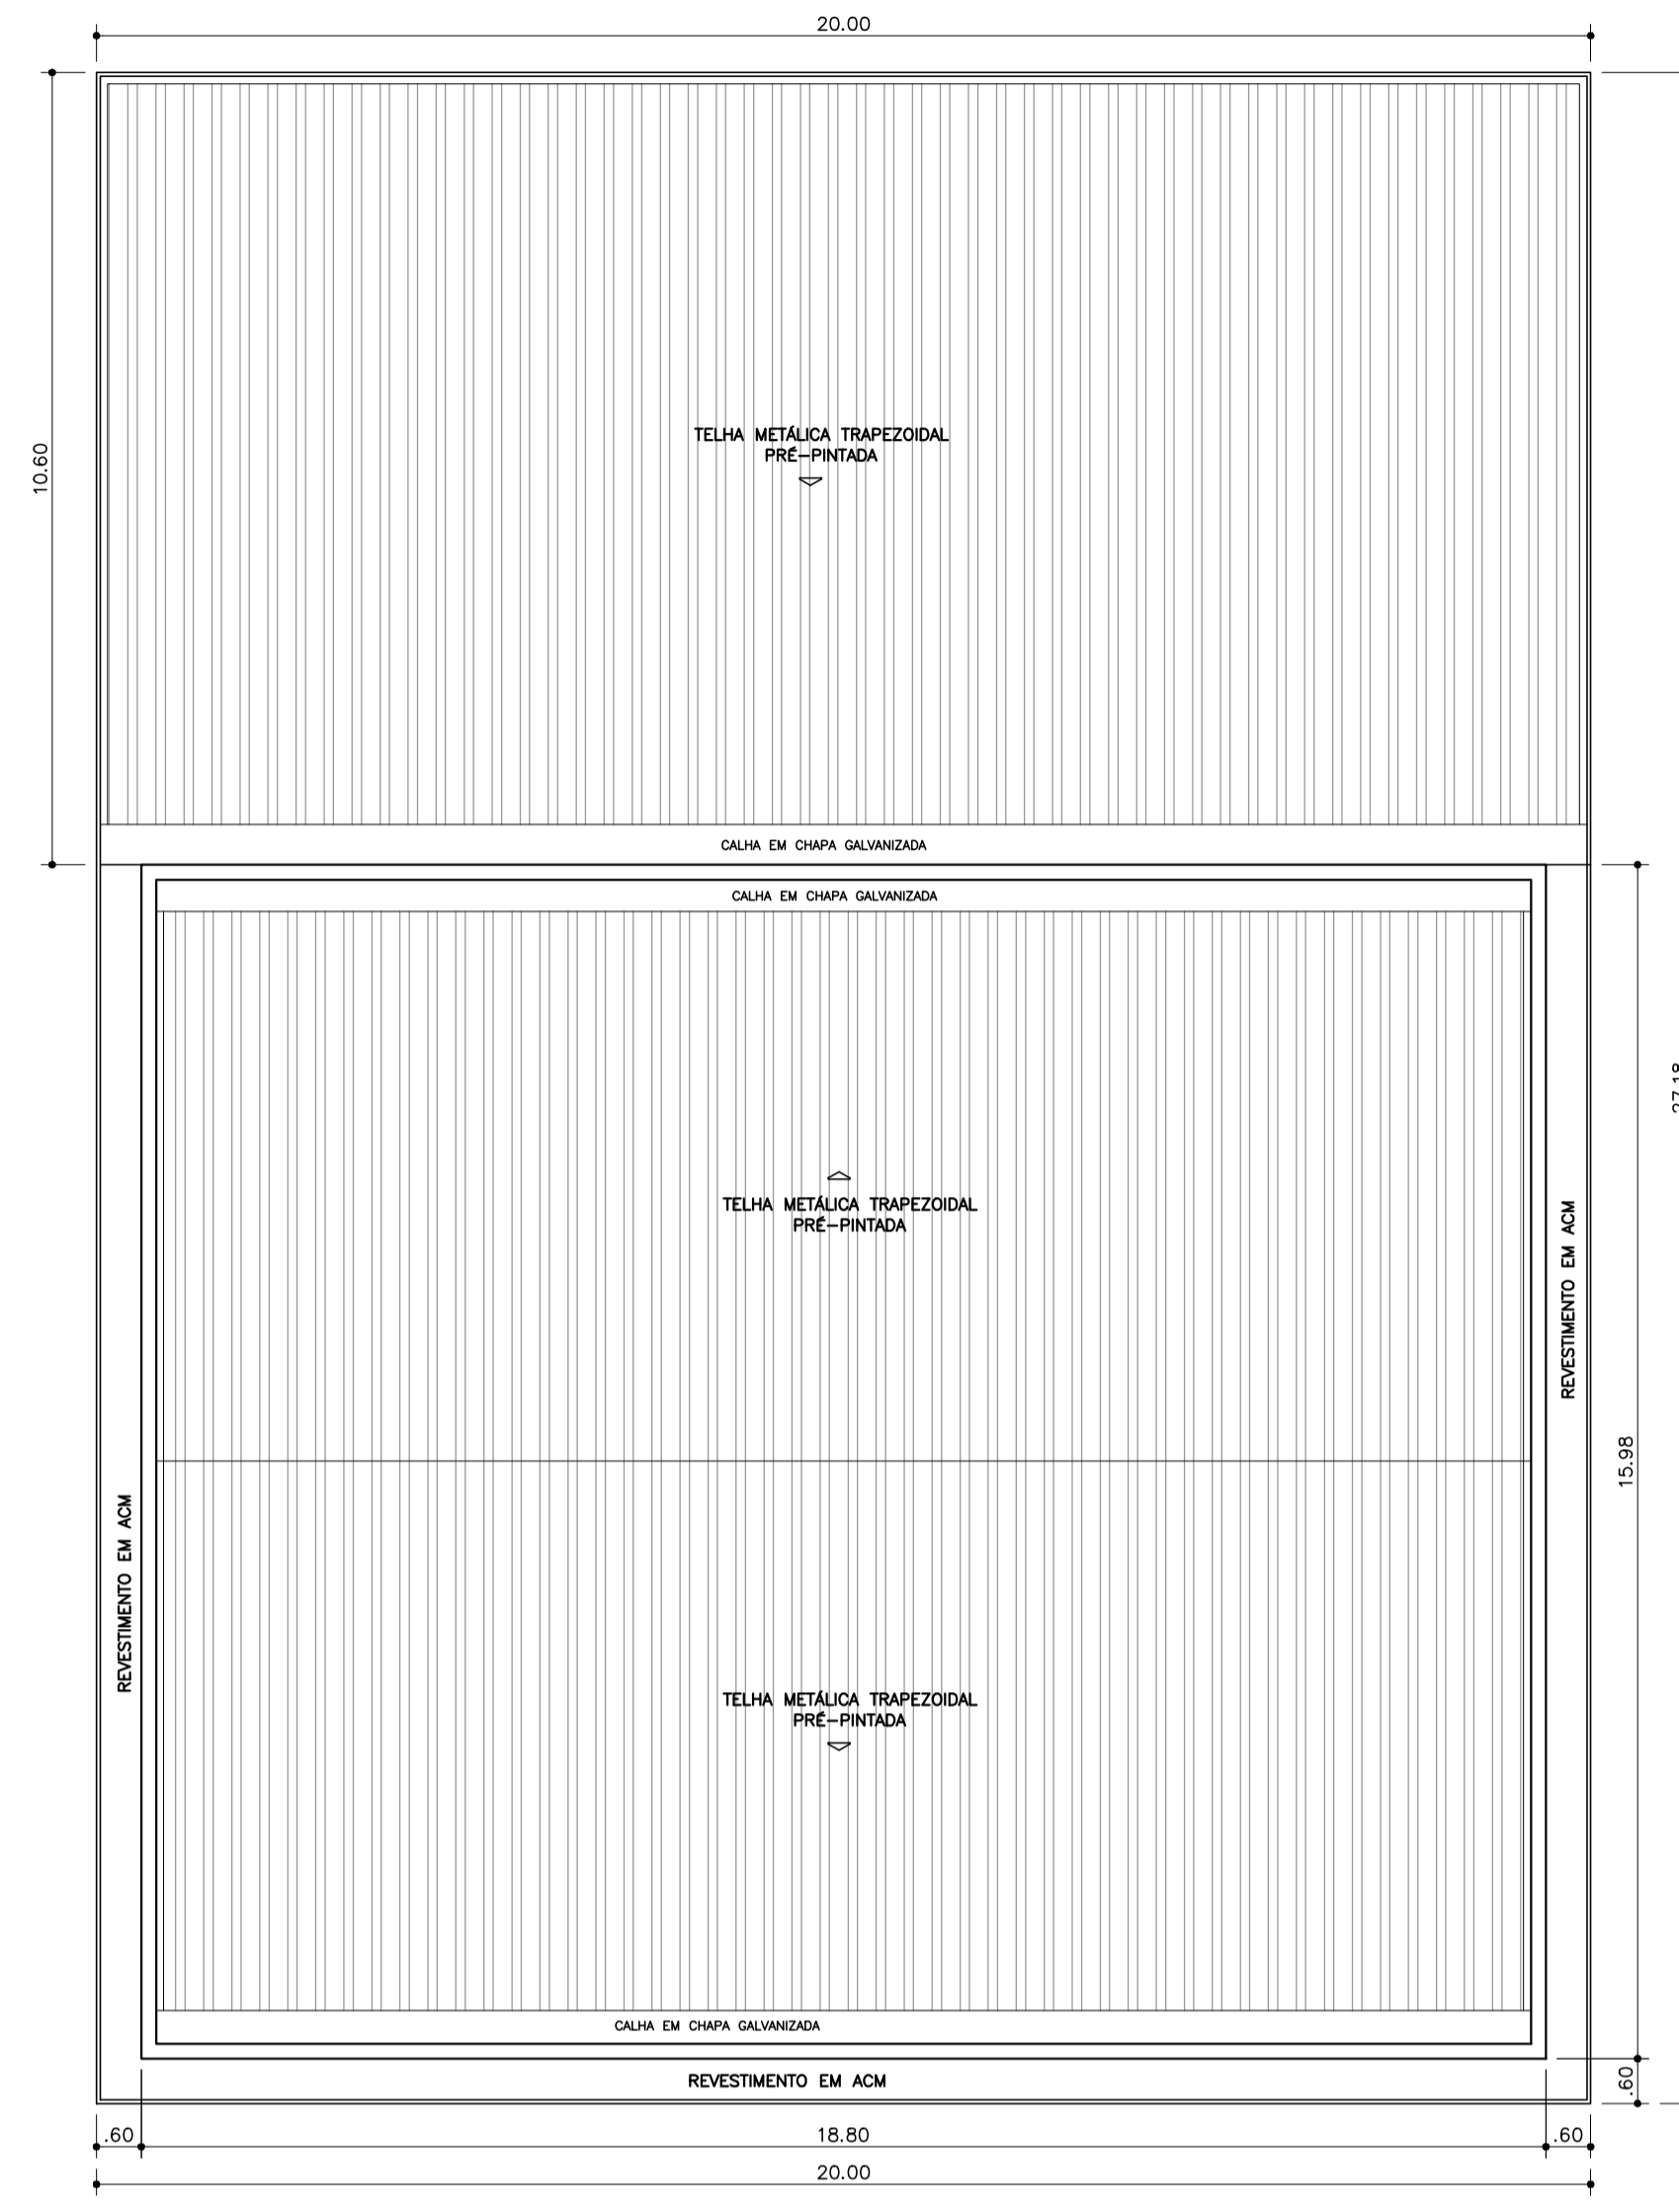 20.00
10.60
TELHA METÁLICA TRAPEZOIDAL
PRÉ-PINTADA
CALHA EM CHAPA GALVANIZADA
CALHA EM CHAPA GALVANIZADA
TELHA METÁLICA TRAPEZOIDAL
PRÉ-PINTADA
REVESTIMENTO EM ACM
15.98
REVESTIMENTO EM ACM
TELHA METÁLICA TRAPEZOIDAL
PRÉ-PINTADA
CALHA EM CHAPA GALVANIZADA
REVESTIMENTO EM ACM
.60
.60
18.80
.60
20.00